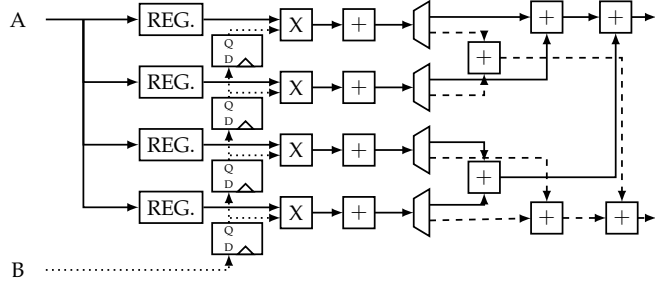 A REG. X + + +
Q
D
+
REG. X +
Q
D
REG. X +
Q
D
+
REG. X + + +
Q
D
B